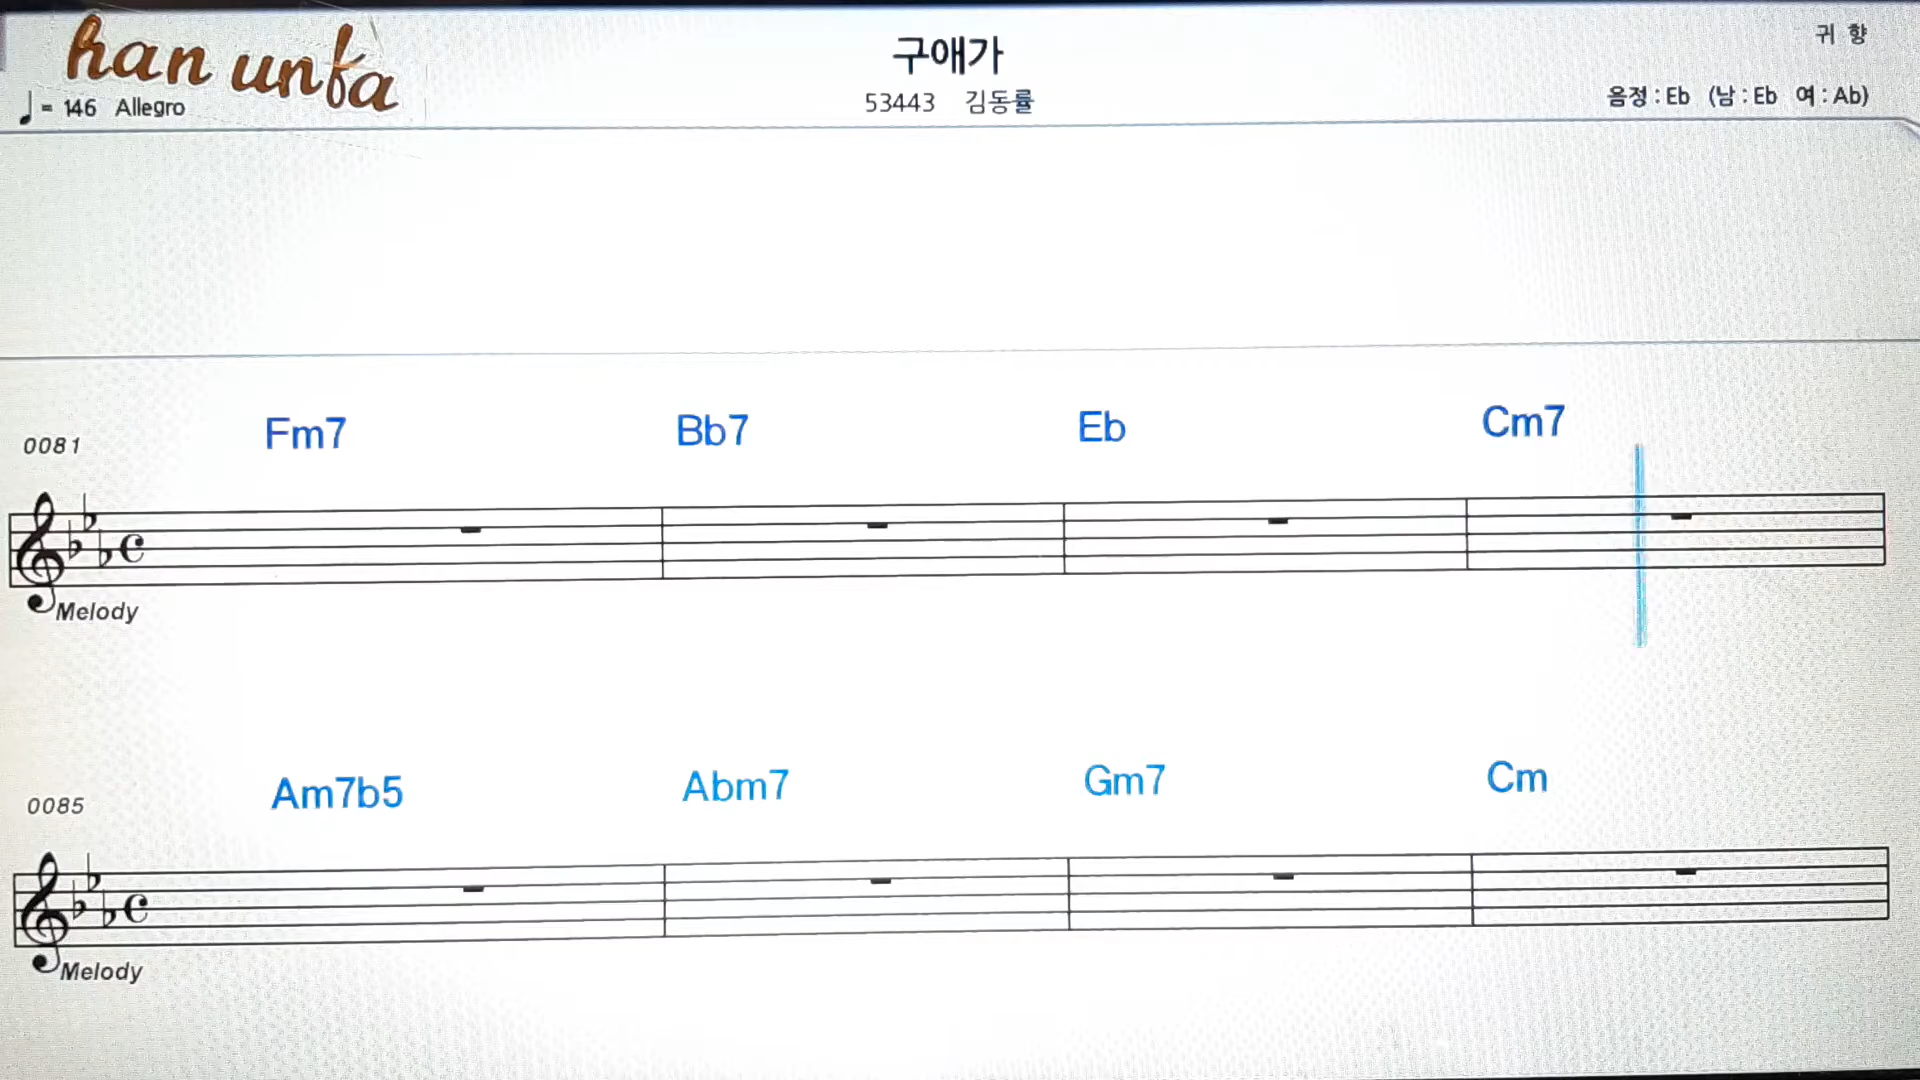 han unfa
♩ = 146 Allegro
구애가
53443 김동률
귀 향
음정 : Eb (남 : Eb 여 : Ab)
0081 Fm7 Bb7 Eb Cm7
Melody
0085 Am7b5 Abm7 Gm7 Cm
Melody